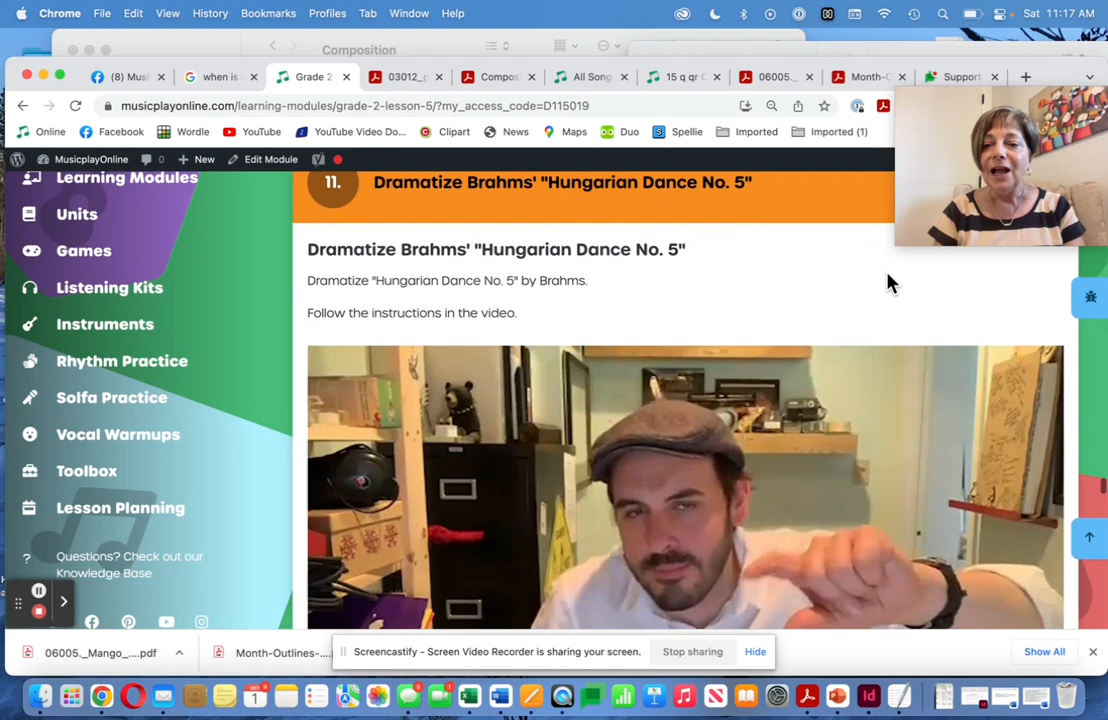 Chrome File Edit View History Bookmarks Profiles Tab Window Help
Sat 11:17 AM
Composition
(8) Mus
when is
Grade 2
03012_
Compos
All Song
15 q qr C
06005._
Month-O
Support
musicplayonline.com/learning-modules/grade-2-lesson-5/?my_access_code=D115019
Online Facebook Wordle YouTube YouTube Video Do... Clipart News Maps Duo Spellie Imported Imported (1)
MusicplayOnline New Edit Module
Learning Modules
Units
Games
Listening Kits
Instruments
Rhythm Practice
Solfa Practice
Vocal Warmups
Toolbox
Lesson Planning
? Questions? Check out our
Knowledge Base
11. Dramatize Brahms' "Hungarian Dance No. 5"
Dramatize Brahms' "Hungarian Dance No. 5"
Dramatize "Hungarian Dance No. 5" by Brahms.
Follow the instructions in the video.
06005._Mango_....pdf
Month-Outlines-....p
Screencastify - Screen Video Recorder is sharing your screen.
Stop sharing
Hide
Show All